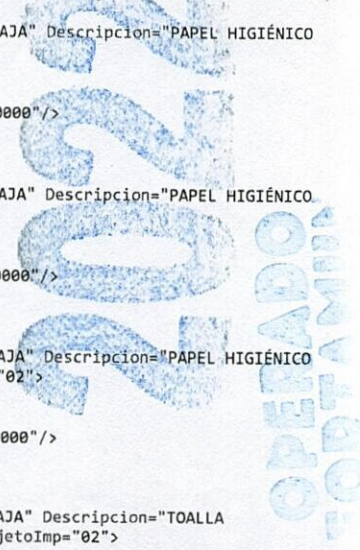 AJA" Descripcion="PAPEL HIGIÉNICO
0000"/>
AJA" Descripcion="PAPEL HIGIÉNICO
000"/>
AJA" Descripcion="PAPEL HIGIÉNICO
"02">
000"/>
AJA" Descripcion="TOALLA
jetoImp="02">
2022
OPERADO